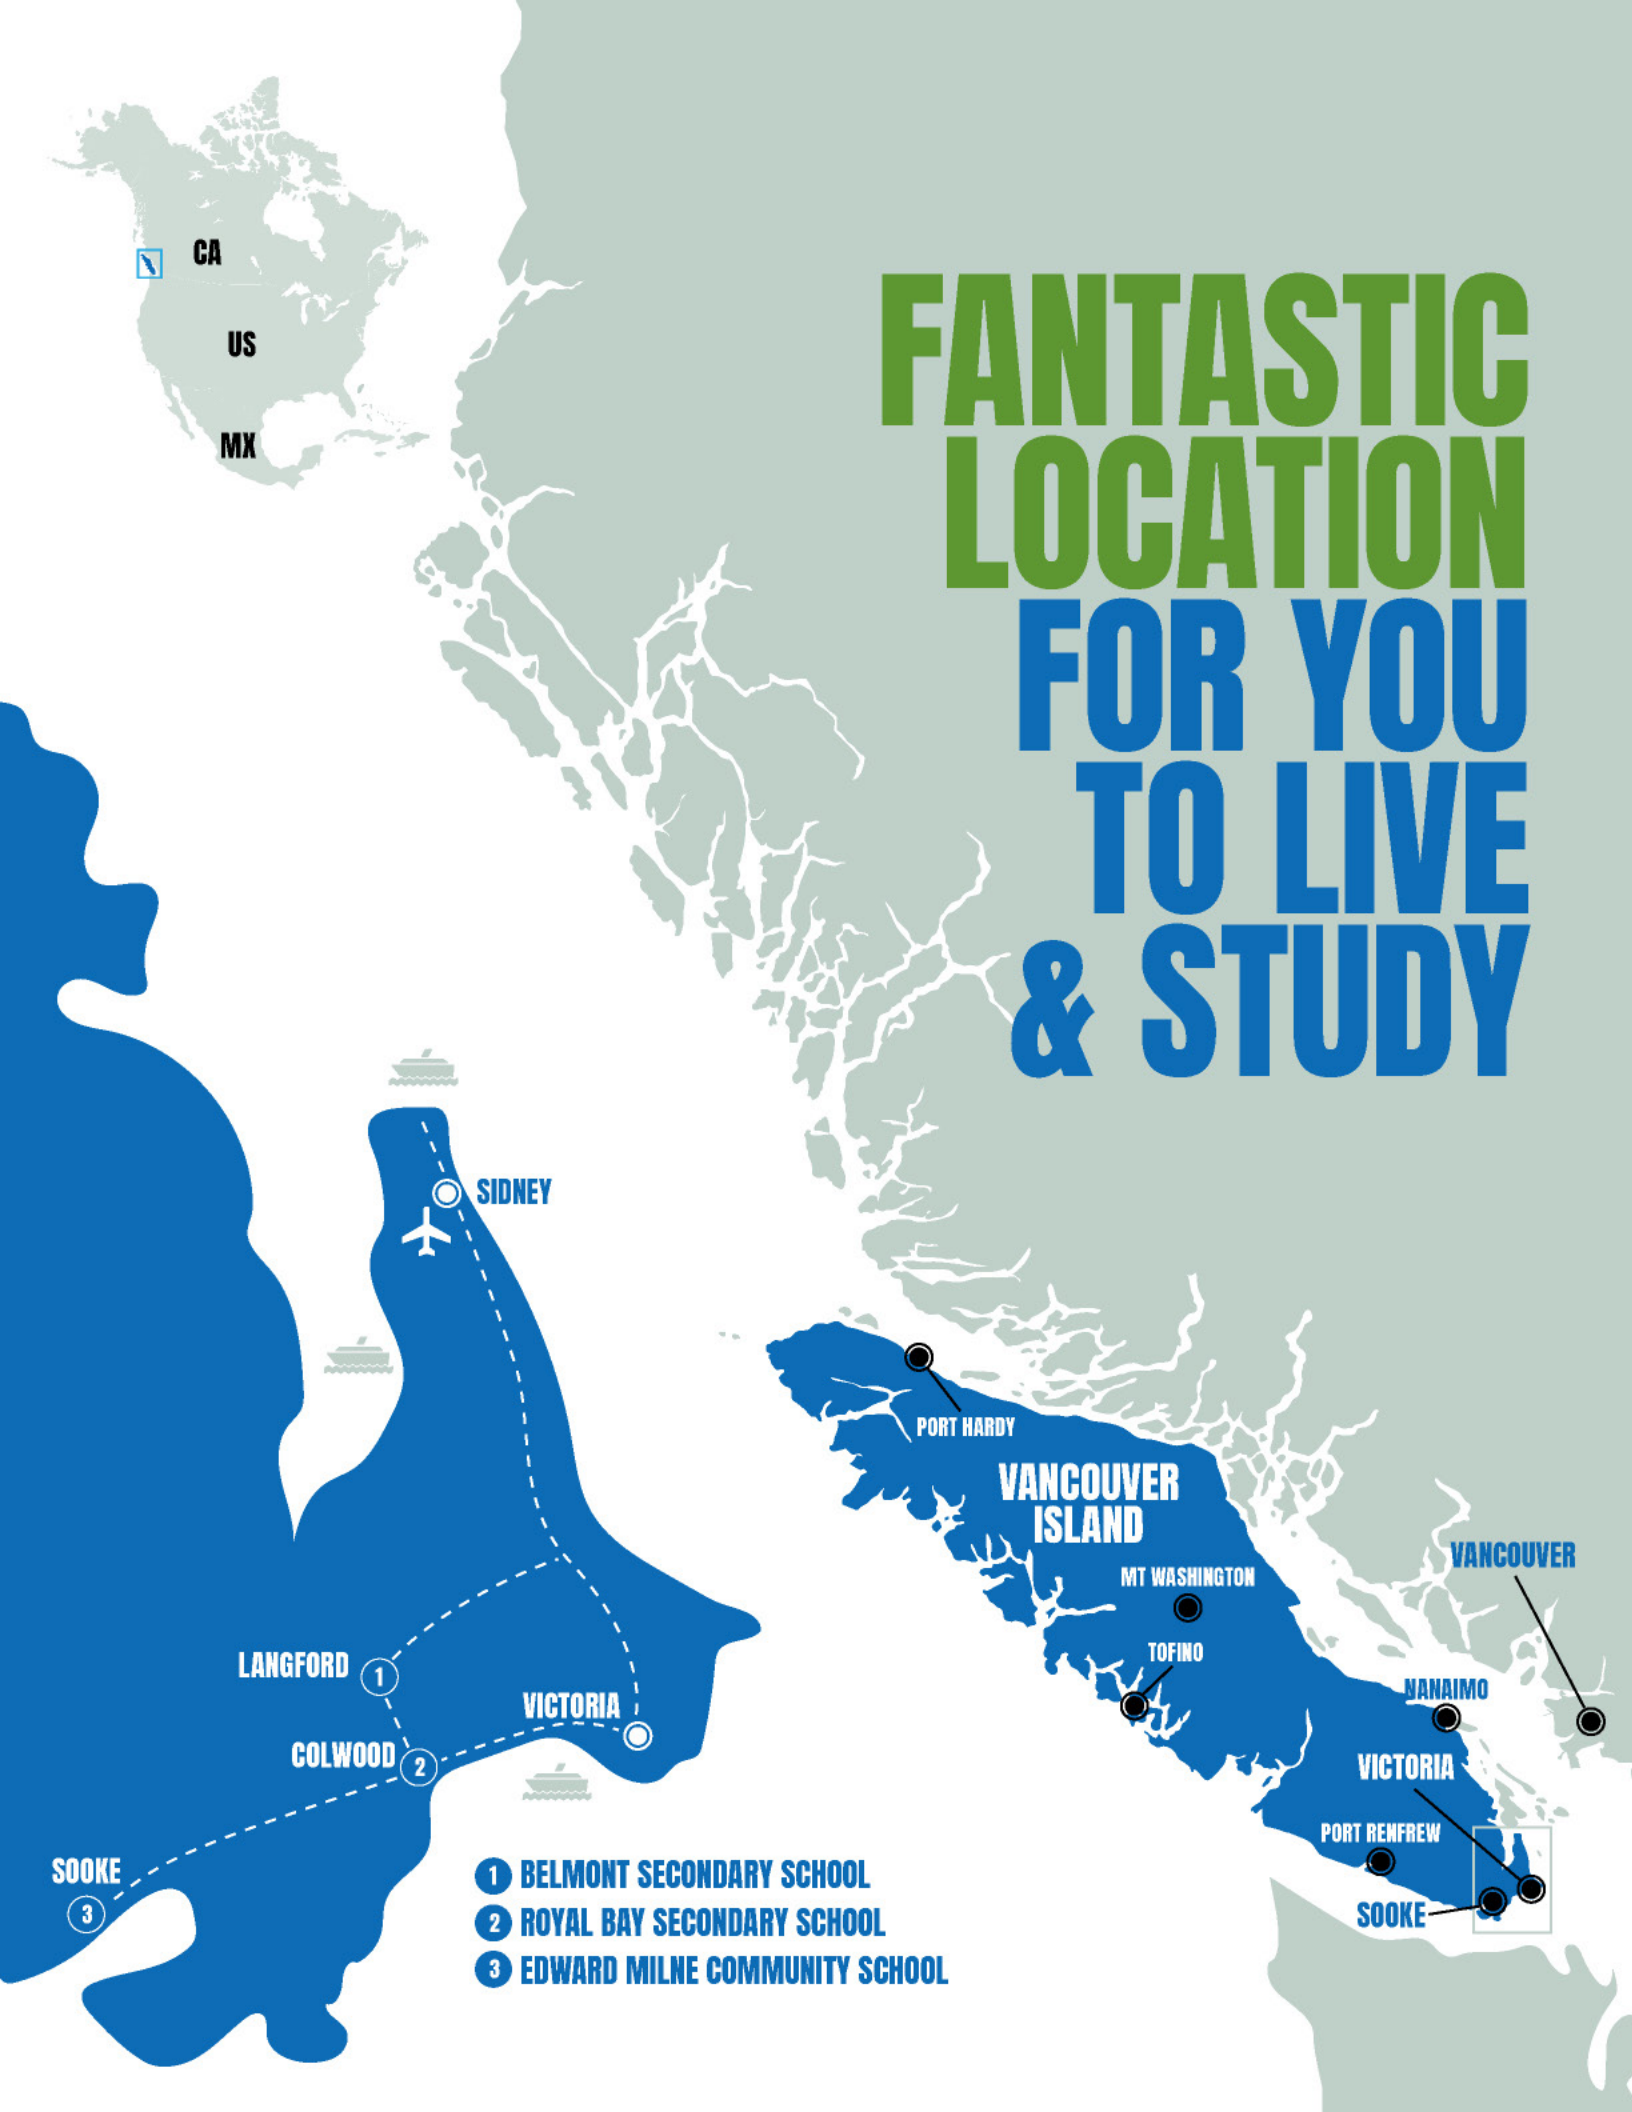 CA
US
MX
FANTASTIC
LOCATION
FOR YOU
TO LIVE
& STUDY
SIDNEY
LANGFORD
1
VICTORIA
COLWOOD
2
SOOKE
3
PORT HARDY
VANCOUVER
ISLAND
MT WASHINGTON
TOFINO
VANCOUVER
NANAIMO
VICTORIA
PORT RENFREW
SOOKE
1 BELMONT SECONDARY SCHOOL
2 ROYAL BAY SECONDARY SCHOOL
3 EDWARD MILNE COMMUNITY SCHOOL